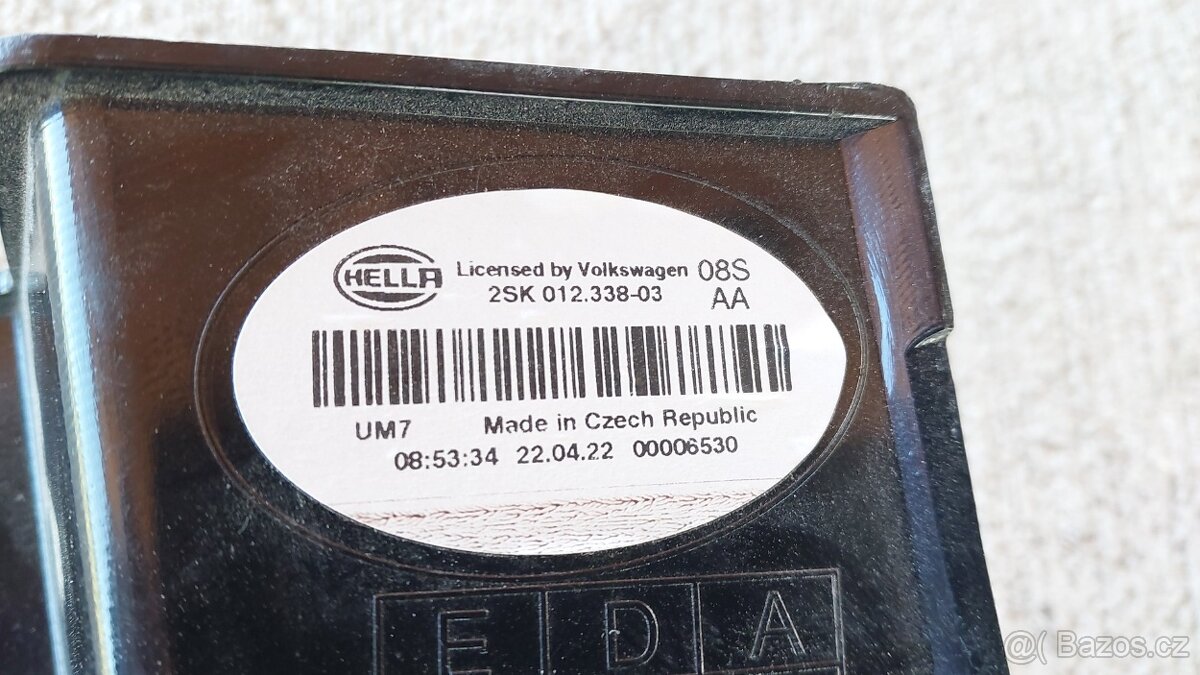 HELLA Licensed by Volkswagen 08S
2SK 012.338-03 AA
UM7 Made in Czech Republic
08:53:34 22.04.22 00006530
E D A
@( Bazos.cz